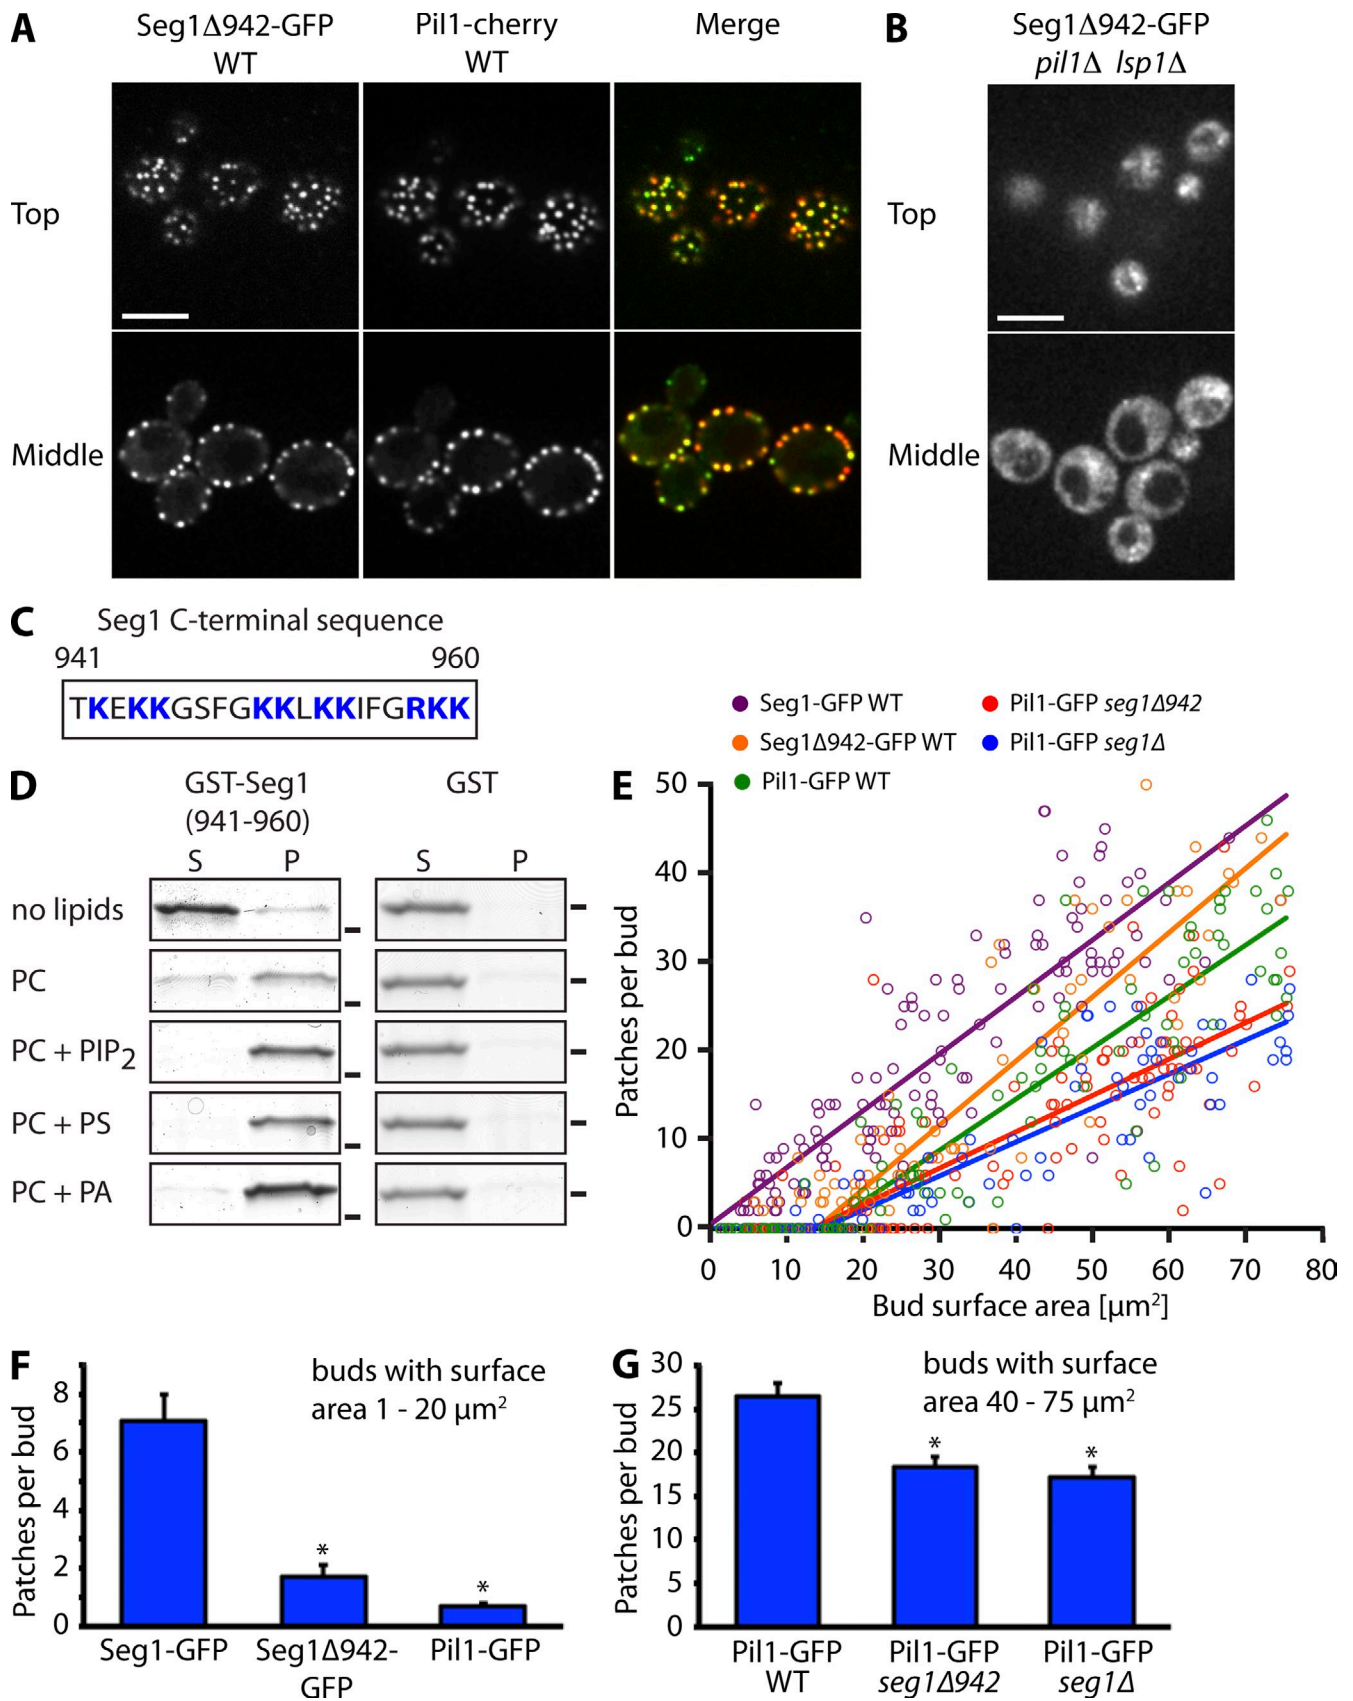 A
Seg1Δ942-GFP
WT
Pil1-cherry
WT
Merge
B
Seg1Δ942-GFP
pil1Δ lsp1Δ
Top
Top
Middle
Middle
C
Seg1 C-terminal sequence
941
960
TKEKKGSFGKKLKKIFGRKK
D
GST-Seg1
(941-960)
GST
S
P
S
P
no lipids
PC
PC + PIP2
PC + PS
PC + PA
E
Seg1-GFP WT
Seg1Δ942-GFP WT
Pil1-GFP WT
Pil1-GFP seg1Δ942
Pil1-GFP seg1Δ
Patches per bud
50
40
30
20
10
0
0 10 20 30 40 50 60 70 80
Bud surface area [µm²]
F
buds with surface
area 1 - 20 µm²
Patches per bud
8
6
4
2
0
*
*
Seg1-GFP
Seg1Δ942-
GFP
Pil1-GFP
G
buds with surface
area 40 - 75 µm²
Patches per bud
30
25
20
15
10
5
0
*
*
Pil1-GFP
WT
Pil1-GFP
seg1Δ942
Pil1-GFP
seg1Δ